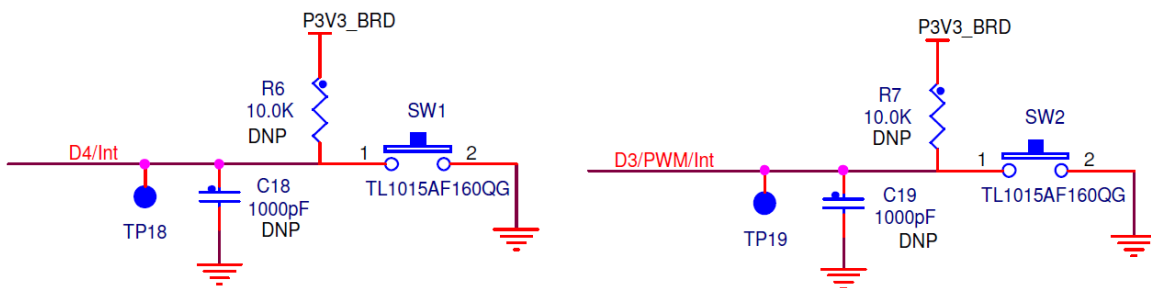 P3V3_BRD
R6
10.0K
DNP
SW1
D4/Int
1
2
C18
1000pF
DNP
TL1015AF160QG
TP18
P3V3_BRD
R7
10.0K
DNP
SW2
D3/PWM/Int
1
2
C19
1000pF
DNP
TL1015AF160QG
TP19